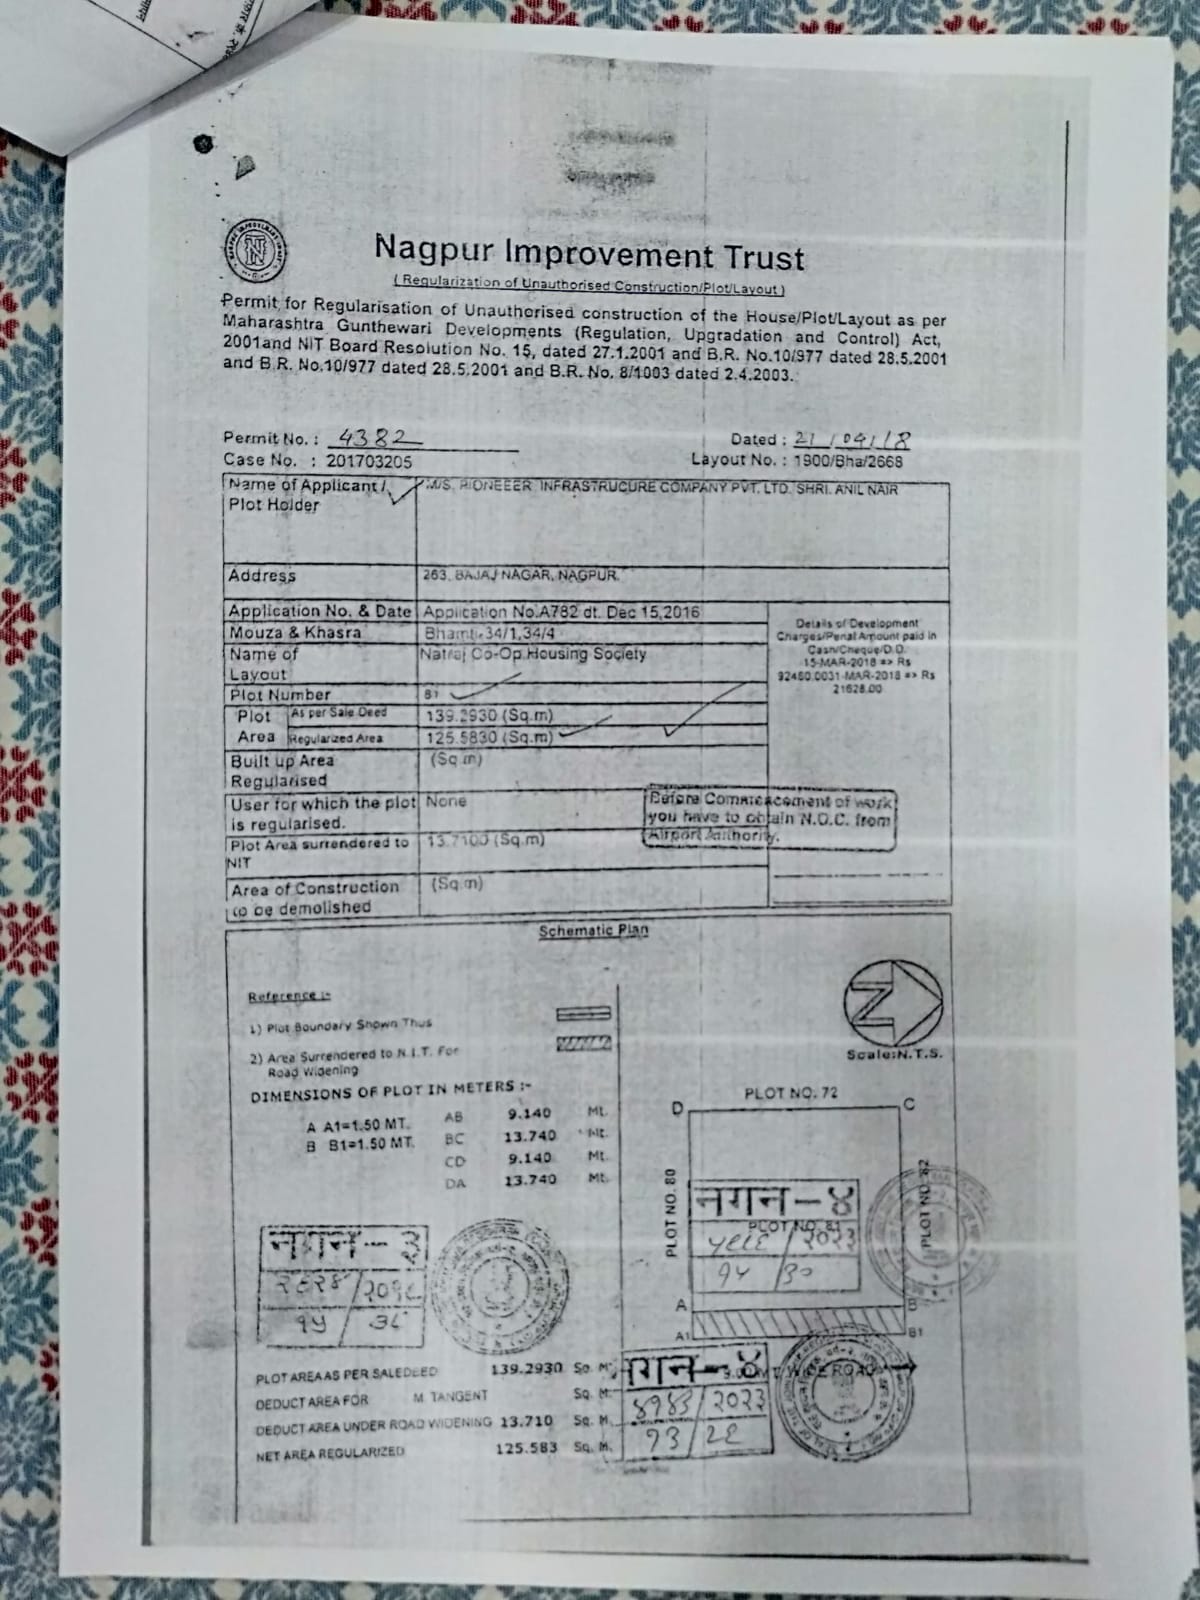 Nagpur Improvement Trust
( Regularization of Unauthorised Construction/Plot/Layout )
Permit for Regularisation of Unauthorised construction of the House/Plot/Layout as per
Maharashtra Gunthewari Developments (Regulation, Upgradation and Control) Act,
2001and NIT Board Resolution No. 15, dated 27.1.2001 and B.R. No.10/977 dated 28.5.2001
and B.R. No.10/977 dated 28.5.2001 and B.R. No. 8/1003 dated 2.4.2003.
Permit No. : 4382 Dated : 21/04/18
Case No. : 201703205 Layout No. : 1900/Bha/2668
Name of Applicant / M/S. PIONEEER INFRASTRUCURE COMPANY PVT. LTD. SHRI. ANIL NAIR
Plot Holder
Address 263, BAJAJ NAGAR, NAGPUR.
Application No. & Date Application No.A782 dt. Dec 15,2016
Mouza & Khasra Bhamti-34/1,34/4
Name of Natraj Co-Op.Housing Society
Layout
Plot Number 81
Plot As per Sale Deed 139.2930 (Sq.m)
Area Regularized Area 125.5830 (Sq.m)
Built up Area (Sq.m)
Regularised
User for which the plot None
is regularised.
Plot Area surrendered to 13.7100 (Sq.m)
NIT
Area of Construction (Sq.m)
to be demolished
Details of Development
Charges/Penal Amount paid in
Cash/Cheque/D.D.
15-MAR-2018 => Rs
92480.0031-MAR-2018 => Rs
21628.00
Before Commencement of work
you have to obtain N.O.C. from
Airport Authority.
Schematic Plan
Reference :-
1) Plot Boundary Shown Thus
2) Area Surrendered to N.I.T. For
Road Widening
DIMENSIONS OF PLOT IN METERS :-
A A1=1.50 MT.
B B1=1.50 MT.
AB 9.140 Mt.
BC 13.740 Mt.
CD 9.140 Mt.
DA 13.740 Mt.
N
Scale:N.T.S.
PLOT NO. 72
D
C
PLOT NO. 80
PLOT NO. 82
PLOT NO. 81
नगन-४
/2023
९५/३०
A
B
A1
B1
नगन-३
१५/३८
PLOT AREA AS PER SALEDEED 139.2930 Sq. M.
DEDUCT AREA FOR M. TANGENT Sq. M.
DEDUCT AREA UNDER ROAD WIDENING 13.710 Sq. M.
NET AREA REGULARIZED 125.583 Sq. M.
नगन-४
/2023
WIDE ROAD